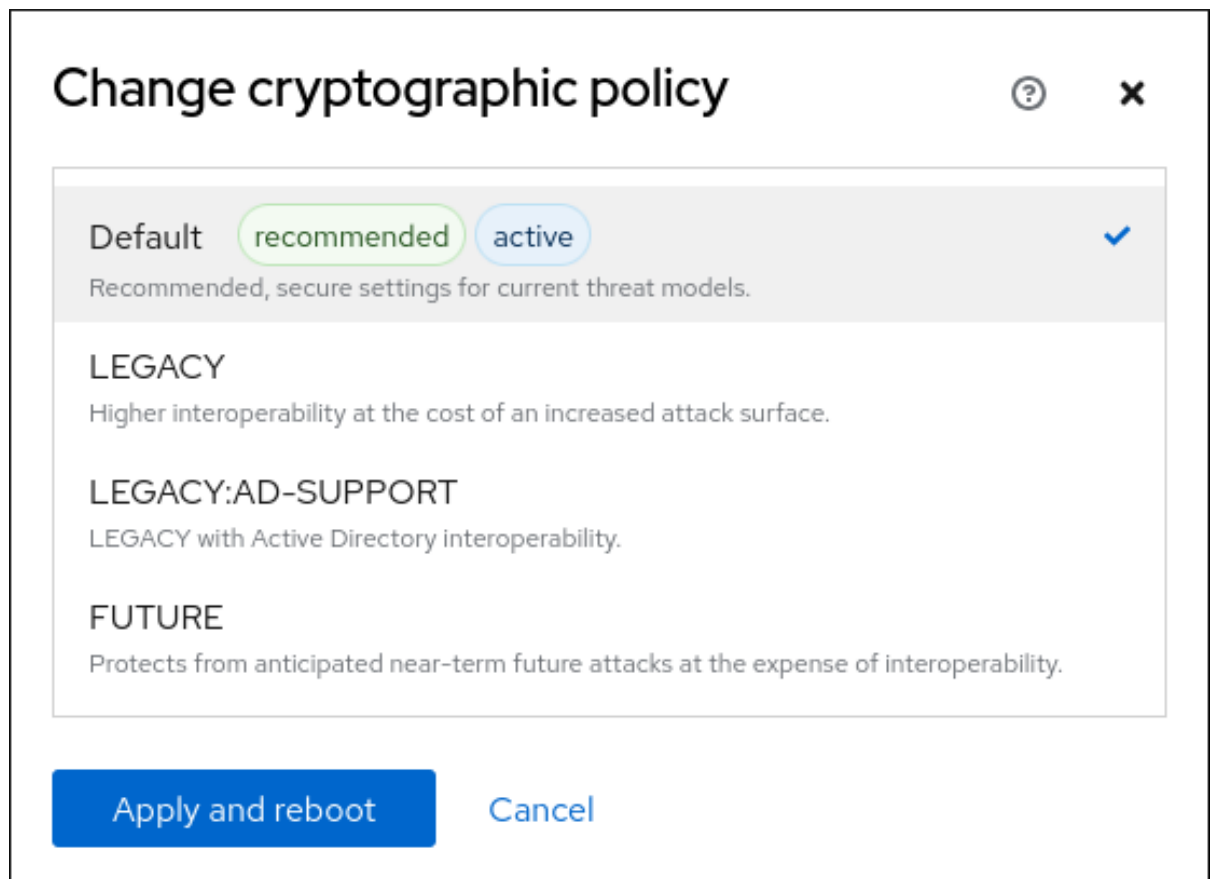 Change cryptographic policy
Default recommended active
Recommended, secure settings for current threat models.
LEGACY
Higher interoperability at the cost of an increased attack surface.
LEGACY:AD-SUPPORT
LEGACY with Active Directory interoperability.
FUTURE
Protects from anticipated near-term future attacks at the expense of interoperability.
Apply and reboot Cancel